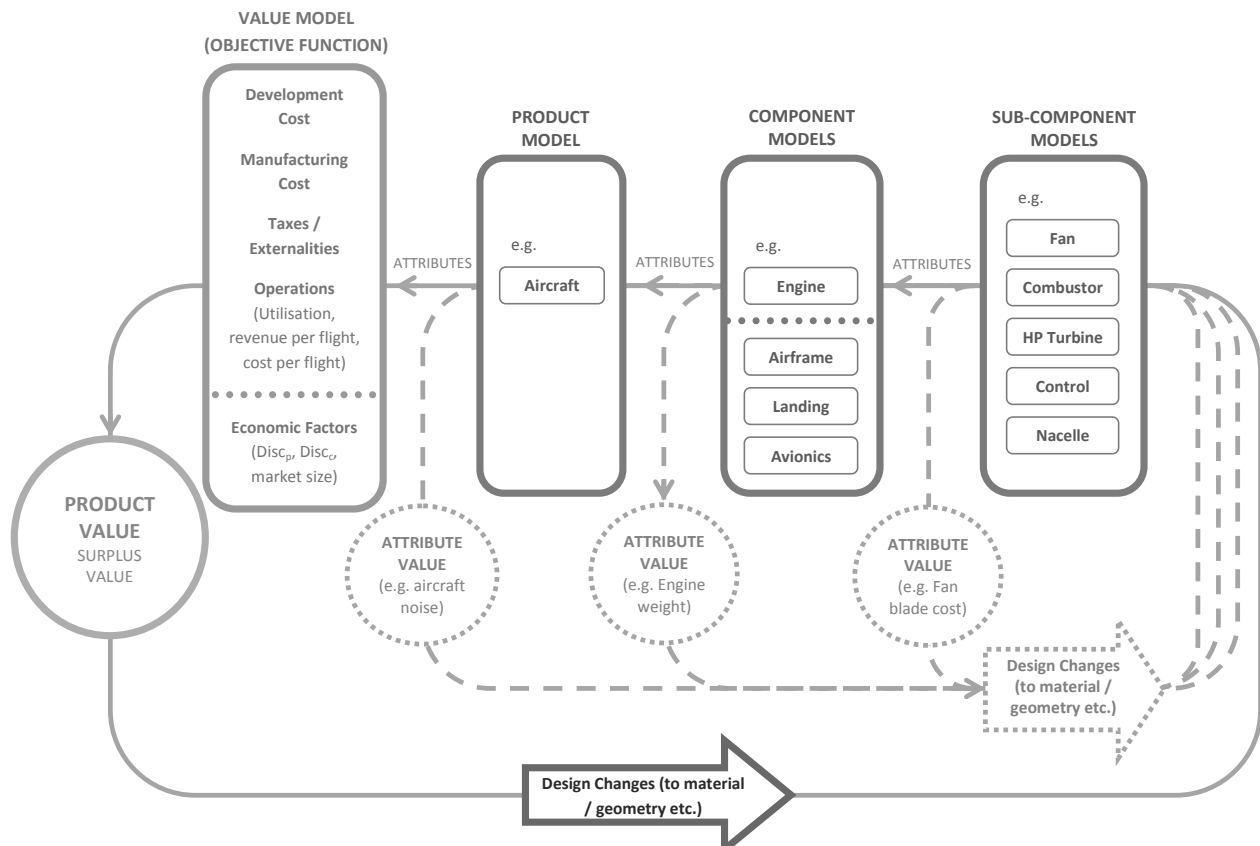 VALUE MODEL
(OBJECTIVE FUNCTION)
Development
Cost
Manufacturing
Cost
Taxes /
Externalities
Operations
(Utilisation,
revenue per flight,
cost per flight)
Economic Factors
(Discp, Discc,
market size)
PRODUCT
VALUE
SURPLUS
VALUE
ATTRIBUTES
PRODUCT
MODEL
e.g.
Aircraft
ATTRIBUTES
COMPONENT
MODELS
e.g.
Engine
Airframe
Landing
Avionics
ATTRIBUTES
SUB-COMPONENT
MODELS
e.g.
Fan
Combustor
HP Turbine
Control
Nacelle
ATTRIBUTE
VALUE
(e.g. aircraft
noise)
ATTRIBUTE
VALUE
(e.g. Engine
weight)
ATTRIBUTE
VALUE
(e.g. Fan
blade cost)
Design Changes
(to material /
geometry etc.)
Design Changes (to material
/ geometry etc.)